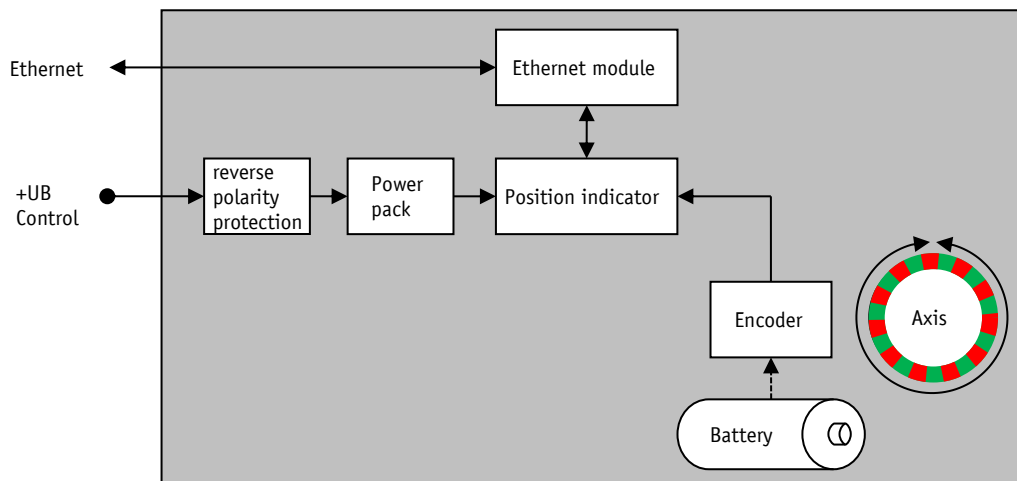 Ethernet
Ethernet module
+UB
Control
reverse
polarity
protection
Power
pack
Position indicator
Encoder
Axis
Battery